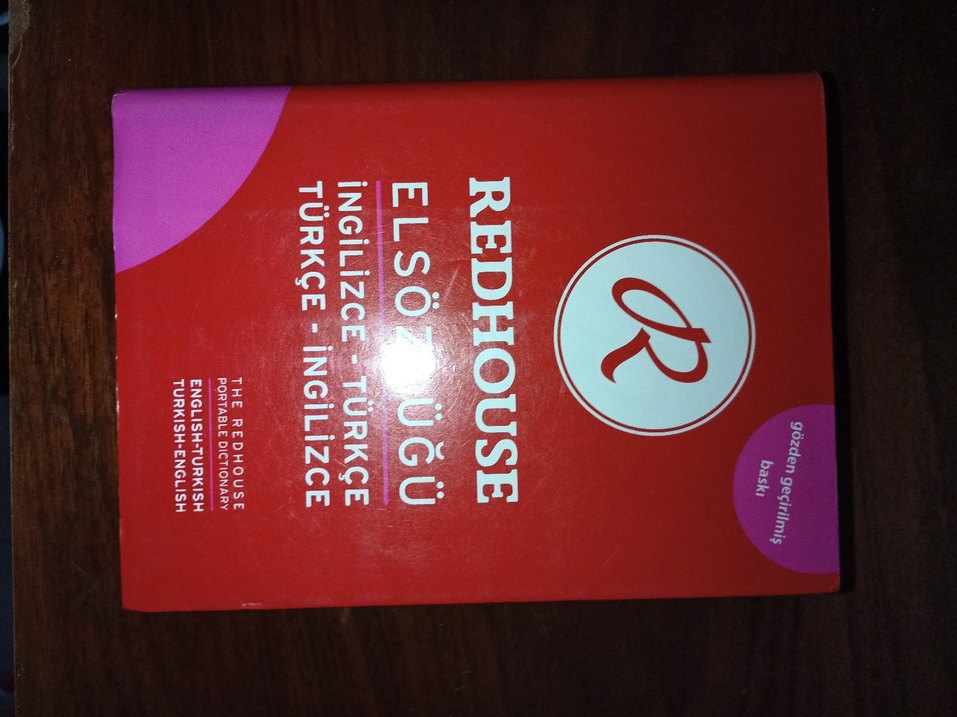 gözden geçirilmiş
baskı
R
REDHOUSE
ELSÖZLÜĞÜ
İNGİLİZCE - TÜRKÇE
TÜRKÇE - İNGİLİZCE
THE REDHOUSE
PORTABLE DICTIONARY
ENGLISH-TURKISH
TURKISH-ENGLISH